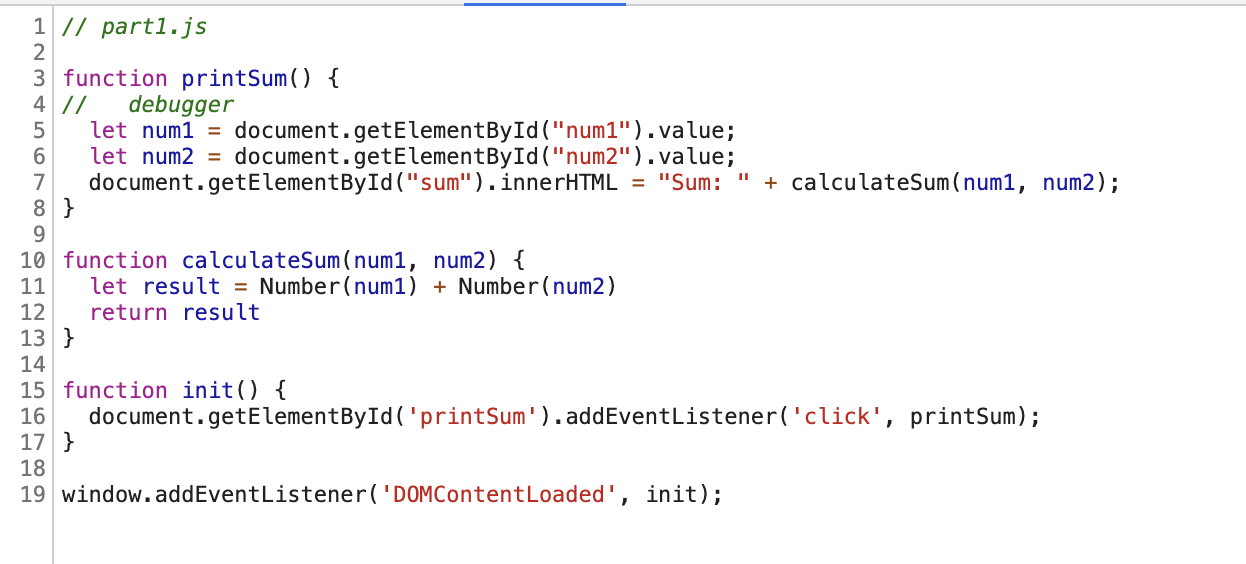 1 // part1.js
2
3 function printSum() {
4 //   debugger
5   let num1 = document.getElementById("num1").value;
6   let num2 = document.getElementById("num2").value;
7   document.getElementById("sum").innerHTML = "Sum: " + calculateSum(num1, num2);
8 }
9
10 function calculateSum(num1, num2) {
11   let result = Number(num1) + Number(num2)
12   return result
13 }
14
15 function init() {
16   document.getElementById('printSum').addEventListener('click', printSum);
17 }
18
19 window.addEventListener('DOMContentLoaded', init);